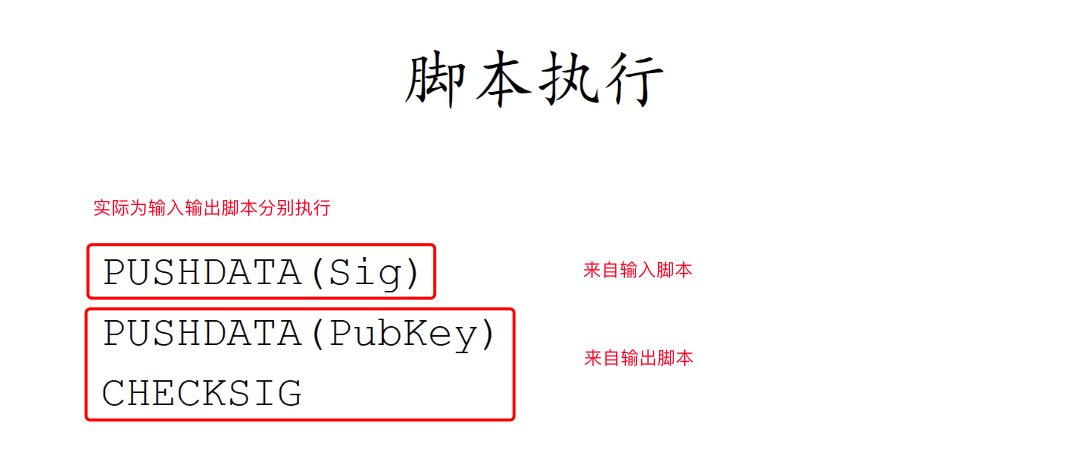 脚本执行
实际为输入输出脚本分别执行
PUSHDATA(Sig)
来自输入脚本
PUSHDATA(PubKey)
来自输出脚本
CHECKSIG